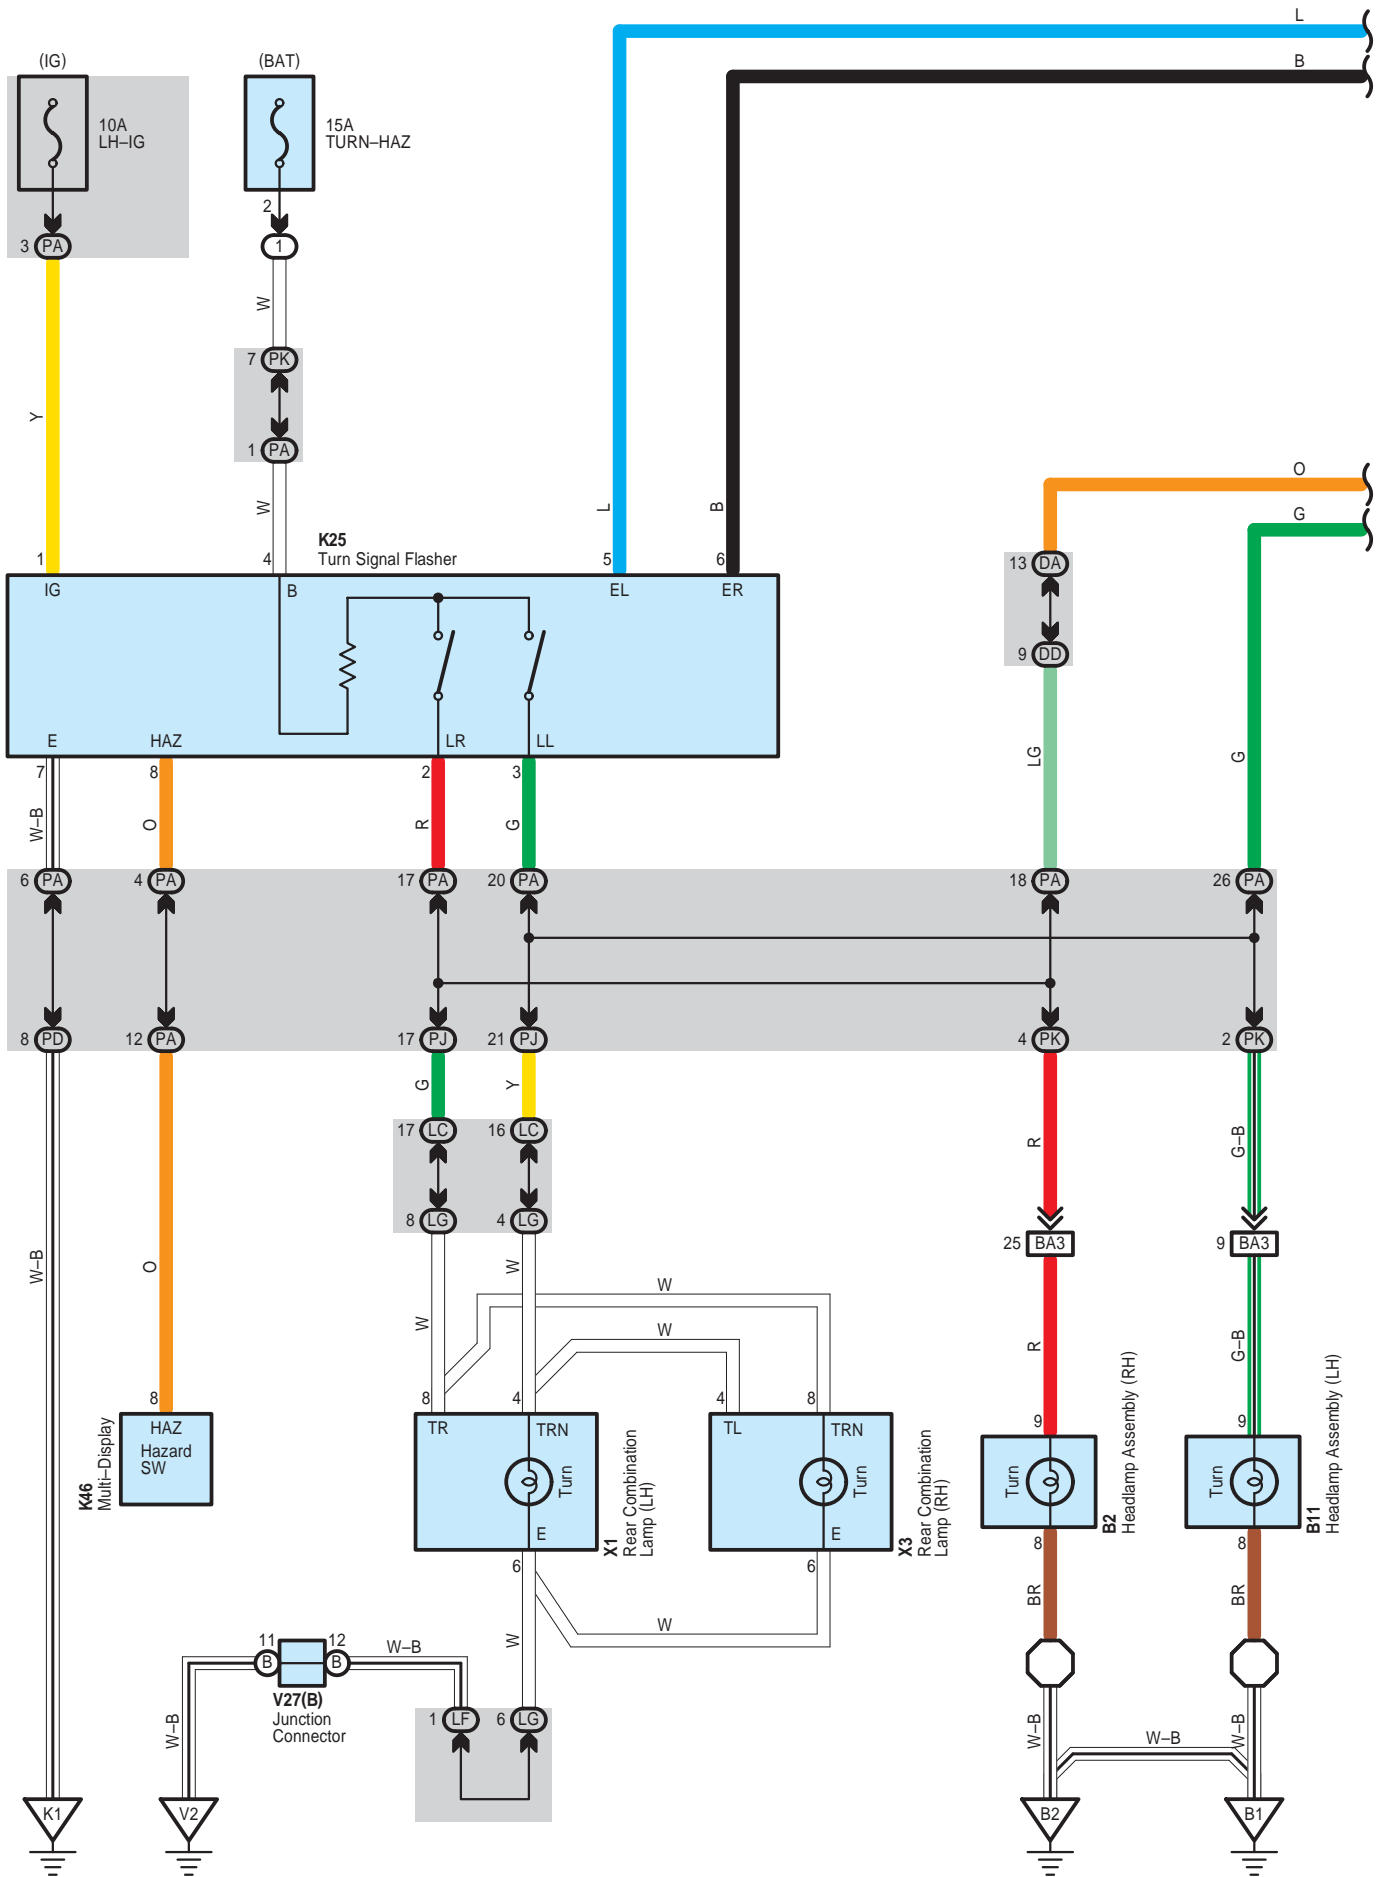 L
B
(IG)
(BAT)
10A
LH–IG
15A
TURN–HAZ
2
3 PA
1
W
7 PK
Y
1 PA
O
W
L
B
G
K25
Turn Signal Flasher
1
4
5
6
13 DA
IG
B
EL
ER
9 DD
E
HAZ
LR
LL
LG
G
7
8
2
3
W–B
O
R
G
6 PA
4 PA
17 PA
20 PA
18 PA
26 PA
8 PD
12 PA
17 PJ
21 PJ
4 PK
2 PK
G
Y
17 LC
16 LC
R
G–B
8 LG
4 LG
25 BA3
9 BA3
W–B
O
W
W
W
W
R
G–B
8
8
4
4
8
9
9
HAZ
Hazard
SW
K46
Multi–Display
TR
TRN
Turn
E
X1
Rear Combination
Lamp (LH)
TL
TRN
Turn
E
X3
Rear Combination
Lamp (RH)
Turn
B2
Headlamp Assembly (RH)
Turn
B11
Headlamp Assembly (LH)
6
6
8
8
BR
BR
W
W
11
12
B
B
W–B
V27(B)
Junction
Connector
W–B
1 LF
6 LG
W–B
W–B
W–B
K1
V2
B2
B1